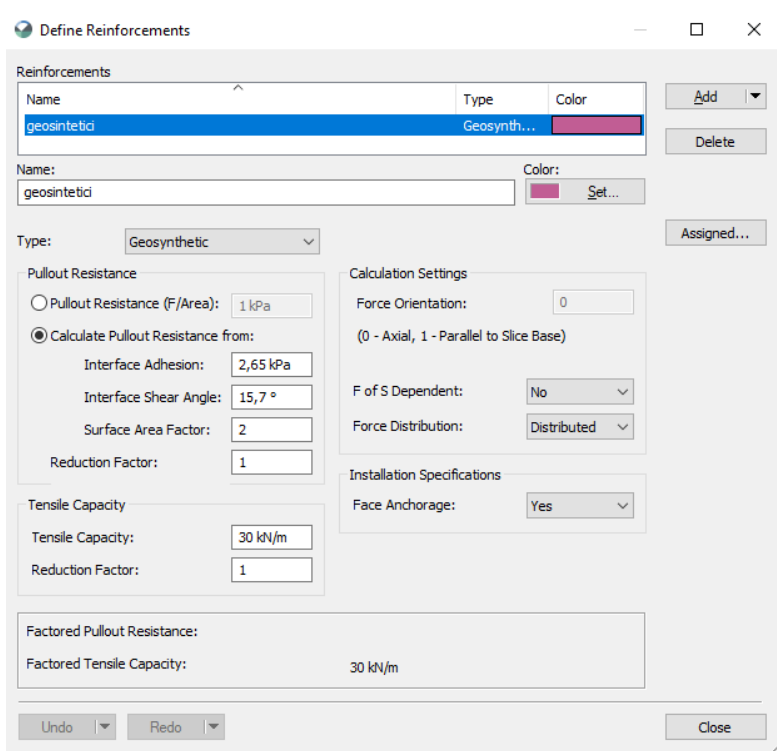 Define Reinforcements
Reinforcements
Name Type Color
Add
geosintetici Geosynth...
Delete
Name: Color:
geosintetici Set...
Assigned...
Type: Geosynthetic
Pullout Resistance
Pullout Resistance (F/Area): 1 kPa
Calculate Pullout Resistance from:
Interface Adhesion: 2,65 kPa
Interface Shear Angle: 15,7 °
Surface Area Factor: 2
Reduction Factor: 1
Calculation Settings
Force Orientation: 0
(0 - Axial, 1 - Parallel to Slice Base)
F of S Dependent: No
Force Distribution: Distributed
Installation Specifications
Face Anchorage: Yes
Tensile Capacity
Tensile Capacity: 30 kN/m
Reduction Factor: 1
Factored Pullout Resistance:
Factored Tensile Capacity: 30 kN/m
Undo Redo Close